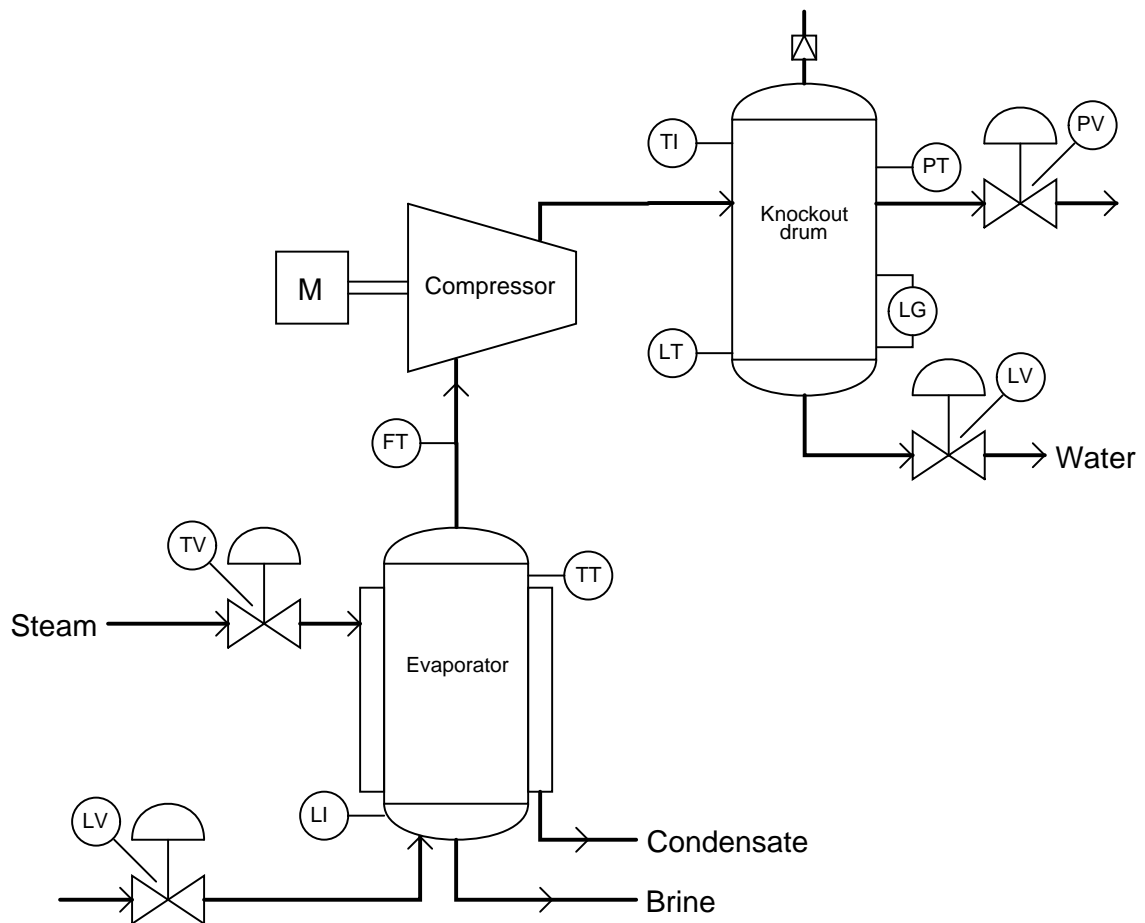 TI
PV
PT
Knockout
drum
M
Compressor
LG
LT
LV
FT
Water
TV
TT
Steam
Evaporator
LI
LV
Condensate
Brine